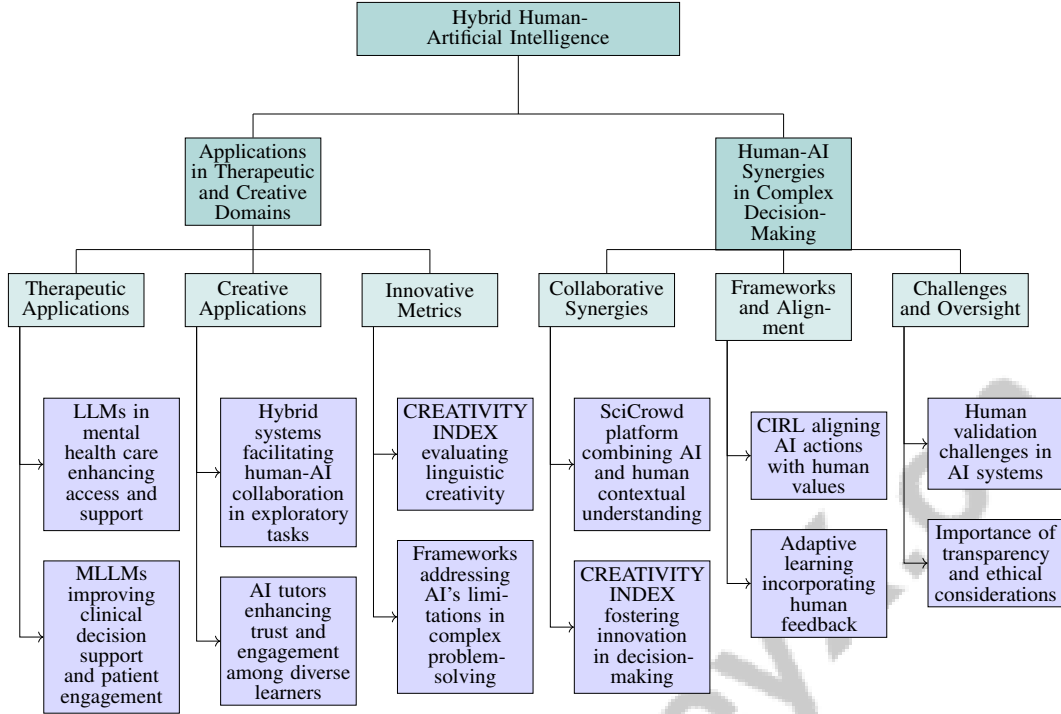 Hybrid Human-
Artificial Intelligence
Applications
in Therapeutic
and Creative
Domains
Human-AI
Synergies
in Complex
Decision-
Making
Therapeutic
Applications
Creative
Applications
Innovative
Metrics
Collaborative
Synergies
Frameworks
and Align-
ment
Challenges
and Oversight
LLMs in
mental
health care
enhancing
access and
support
Hybrid
systems
facilitating
human-AI
collaboration
in exploratory
tasks
CREATIVITY
INDEX
evaluating
linguistic
creativity
SciCrowd
platform
combining AI
and human
contextual
understanding
CIRL aligning
AI actions
with human
values
Human
validation
challenges in
AI systems
MLLMs
improving
clinical
decision
support
and patient
engagement
AI tutors
enhancing
trust and
engagement
among diverse
learners
Frameworks
addressing
AI's limi-
tations in
complex
problem-
solving
CREATIVITY
INDEX
fostering
innovation
in decision-
making
Adaptive
learning
incorporating
human
feedback
Importance of
transparency
and ethical
considerations